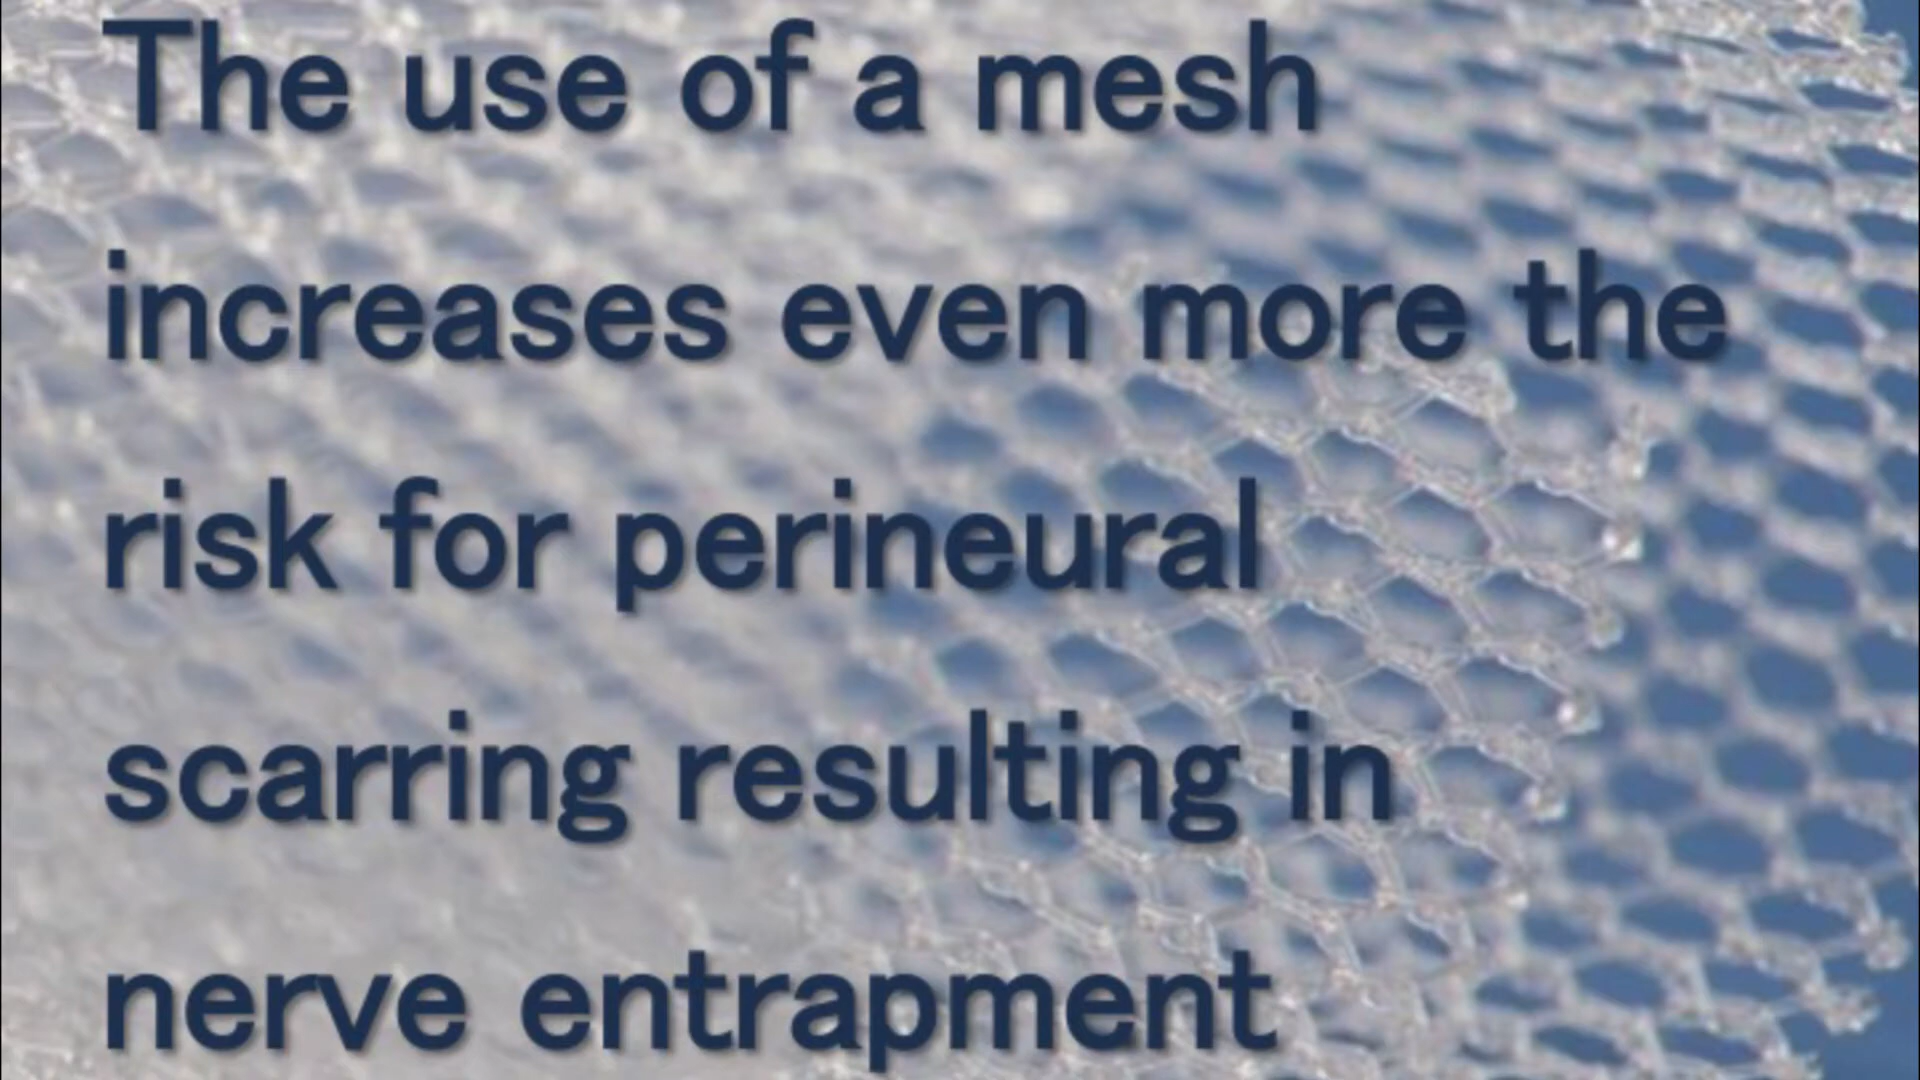 The use of a mesh
increases even more the
risk for perineural
scarring resulting in
nerve entrapment